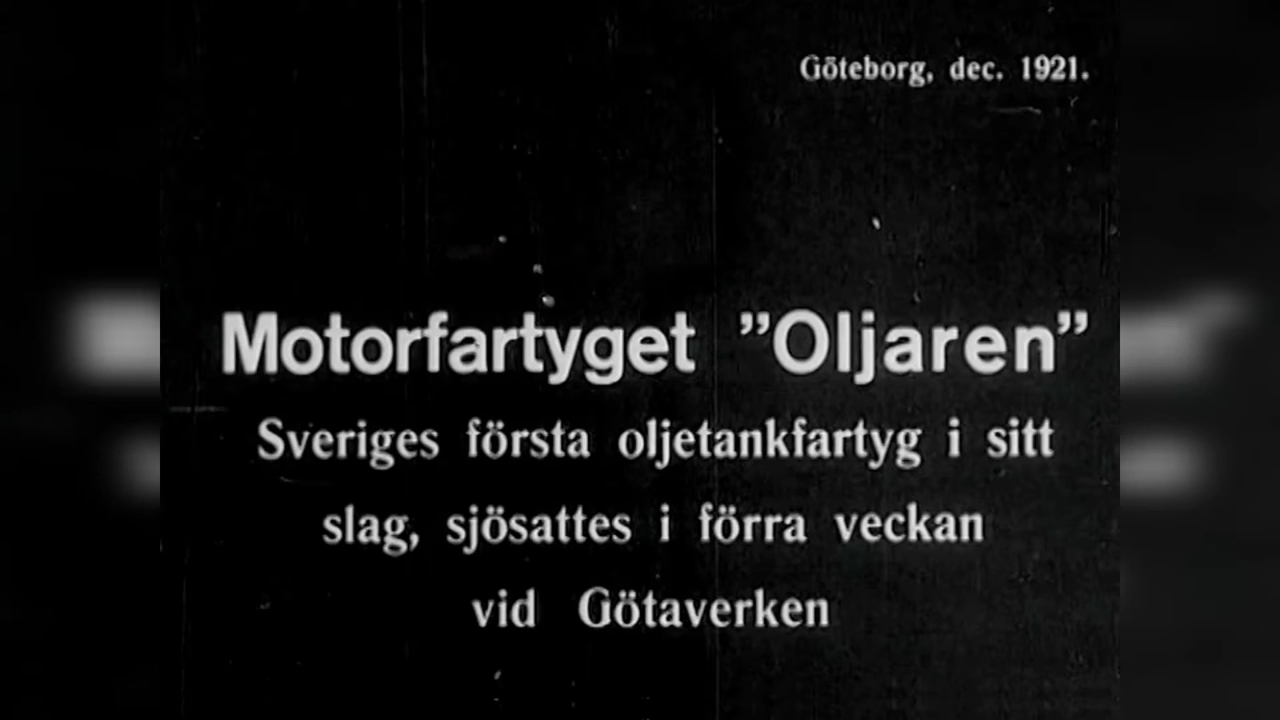 Göteborg, dec. 1921.
Motorfartyget ”Oljaren”
Sveriges första oljetankfartyg i sitt
slag, sjösattes i förra veckan
vid Götaverken